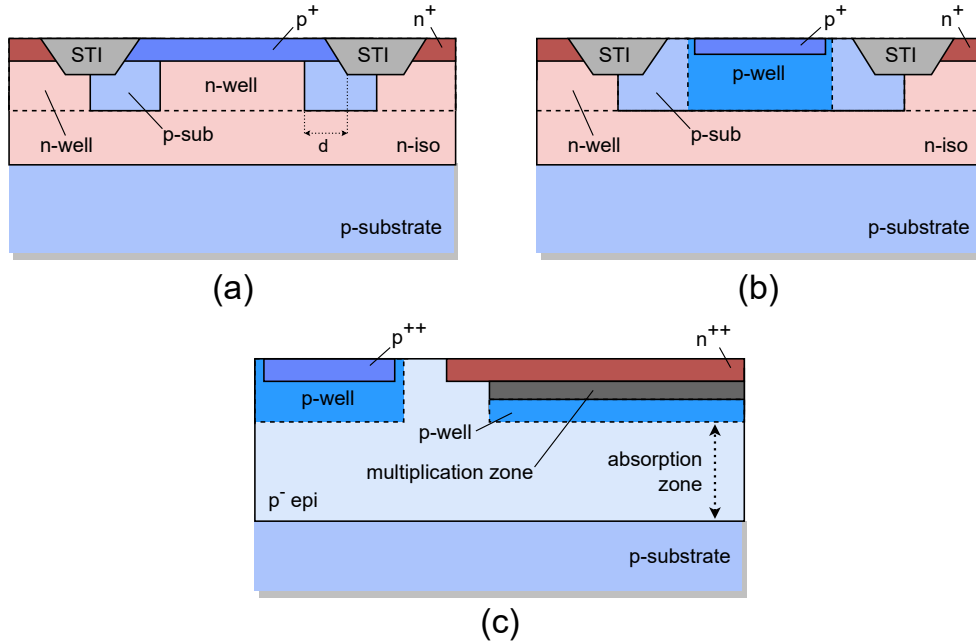 p+
n+
STI
STI
n-well
n-well
p-sub
d
n-iso
p-substrate
(a)
p+
n+
STI
STI
p-well
n-well
p-sub
n-iso
p-substrate
(b)
p++
n++
p-well
p-well
multiplication zone
absorption
zone
p- epi
p-substrate
(c)